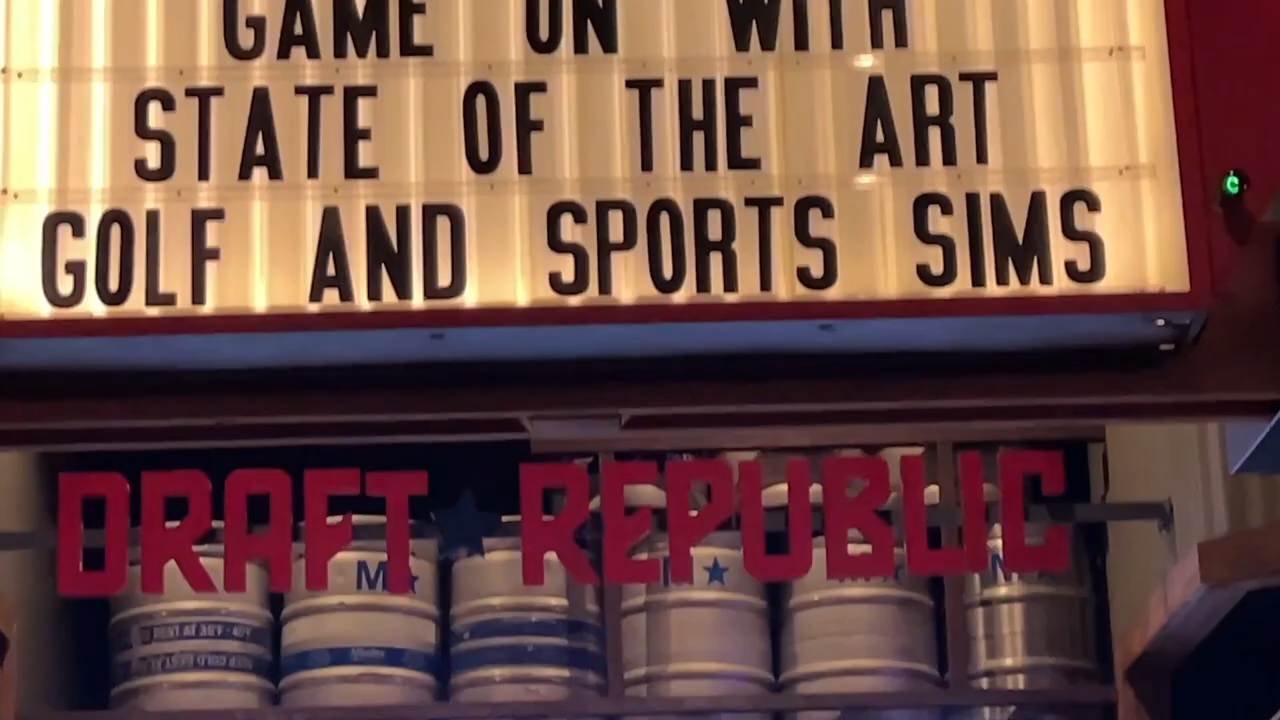 GAME ON WITH
STATE OF THE ART
GOLF AND SPORTS SIMS
C
DRAFT REPUBLIC
M